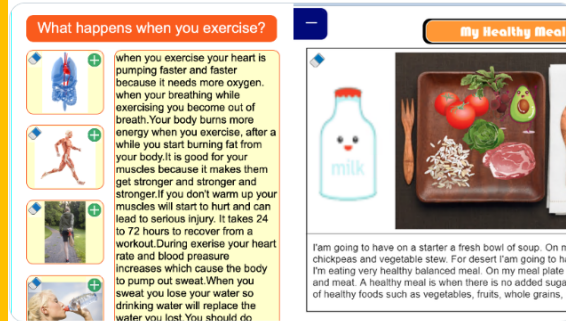 What happens when you exercise?
when you exercise your heart is
pumping faster and faster
because it needs more oxygen.
when your breathing while
exercising you become out of
breath.Your body burns more
energy when you exercise, after a
while you start burning fat from
your body.It is good for your
muscles because it makes them
get stronger and stronger and
stronger.If you don't warm up your
muscles will start to hurt and can
lead to serious injury. It takes 24
to 72 hours to recover from a
workout.During exerise your heart
rate and blood preasure
increases which cause the body
to pump out sweat.When you
sweat you lose your water so
drinking water will replace the
water you lost.You should do
My Healthy Meal
milk
I'am going to have on a starter a fresh bowl of soup. On m
chickpeas and vegetable stew. For desert I'am going to ha
I'm eating very healthy balanced meal. On my meal plate
and meat. A healthy meal is when there is no added suga
of healthy foods such as vegetables, fruits, whole grains,